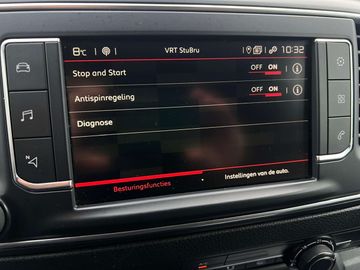 8°C VRT StuBru 10:32
Stop and Start OFF ON
Antispinregeling OFF ON
Diagnose
N
Besturingsfuncties Instellingen van de auto.